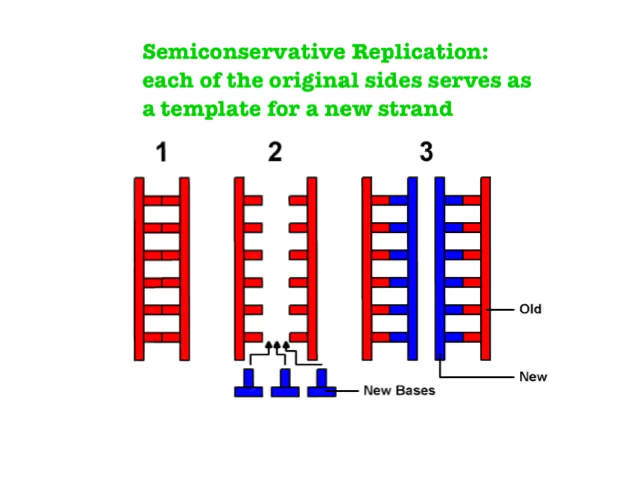 Semiconservative Replication:
each of the original sides serves as
a template for a new strand
1 2 3
Old
New
New Bases